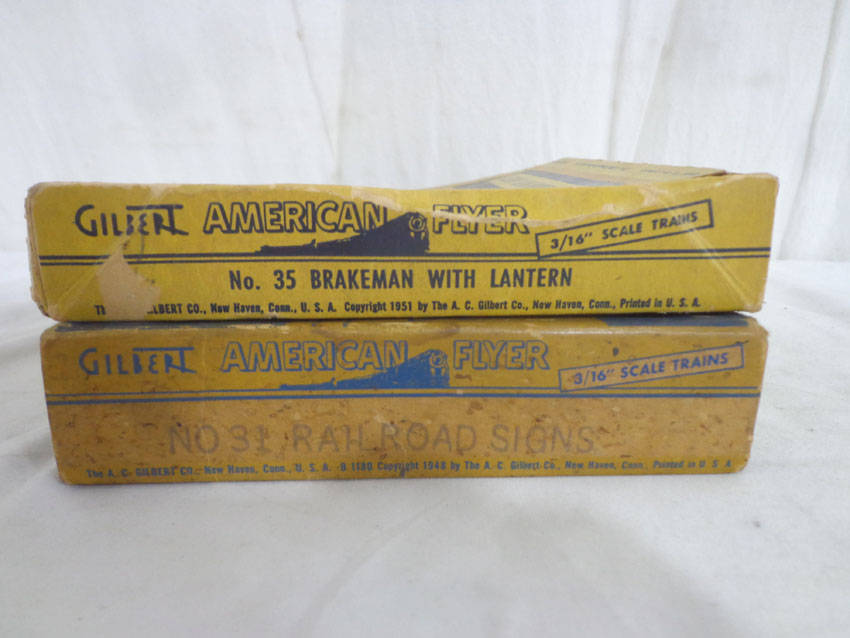 GILBERT AMERICAN FLYER
3/16" SCALE TRAINS
No. 35 BRAKEMAN WITH LANTERN
GILBERT CO., New Haven, Conn., U. S. A. Copyright 1951 by The A. C. Gilbert Co., New Haven, Conn., Printed in U. S. A.
GILBERT AMERICAN FLYER
3/16" SCALE TRAINS
NO 31 RAILROAD SIGNS
The A. C. GILBERT CO., New Haven, Conn., U. S. A. Copyright 1948 by The A. C. Gilbert Co., New Haven, Conn., Printed in U S A